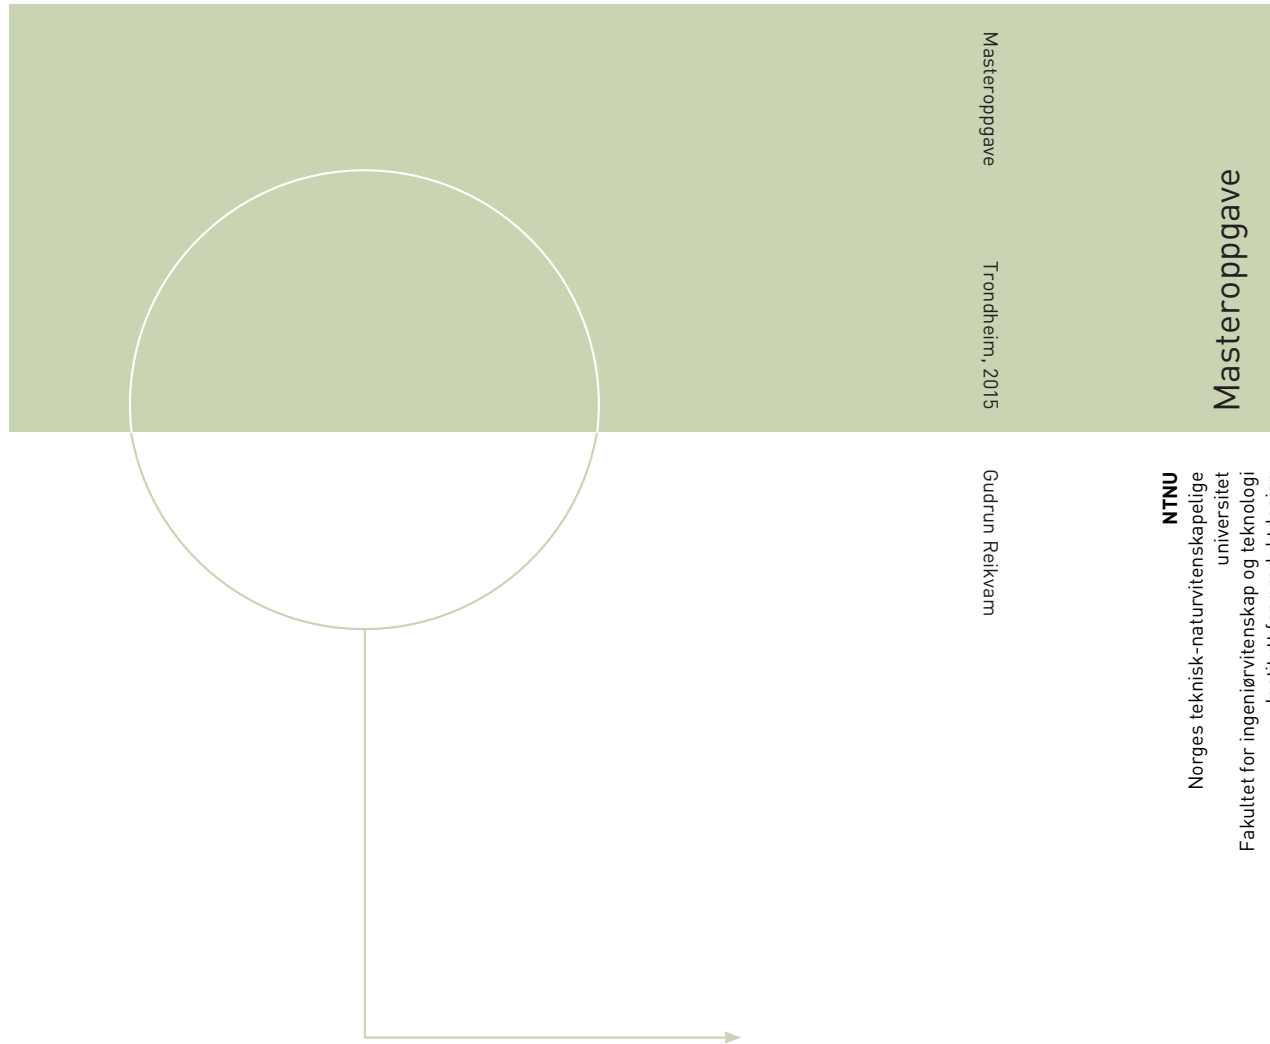 Masteroppgave
Trondheim, 2015
Gudrun Reikvam
Masteroppgave
NTNU
Norges teknisk-naturvitenskapelige
universitet
Fakultet for ingeniørvitenskap og teknologi